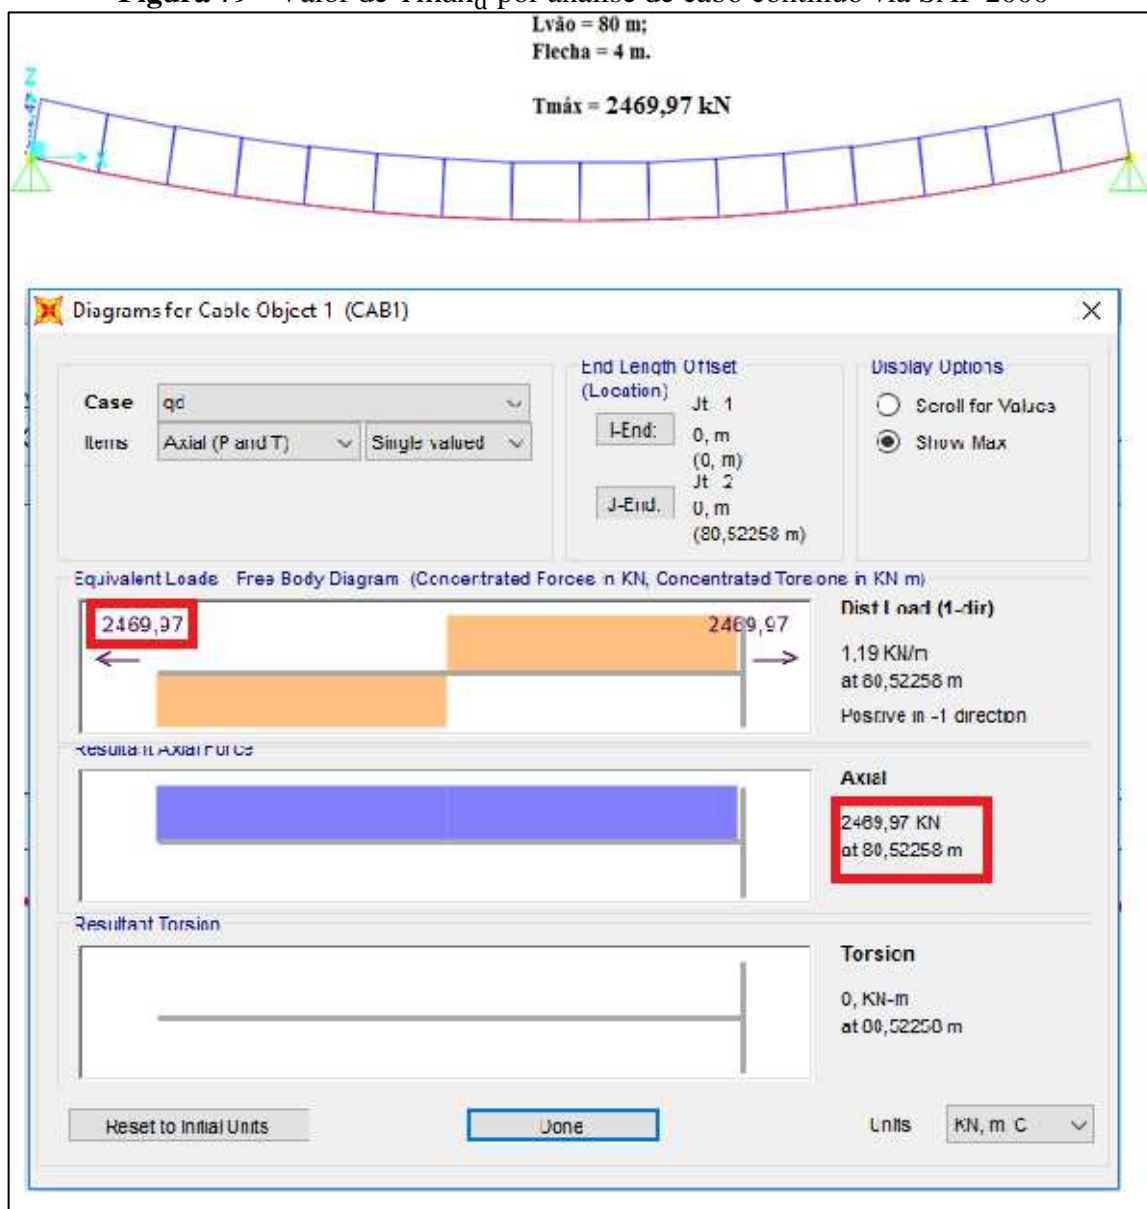 Lvão = 80 m;
Flecha = 4 m.
Z
Tmáx = 2469,97 kN
X
Diagrams for Cable Object 1 (CAB1)
Case qd
Items Axial (P and T) Single valued
End Length Offset
(Location)
Jt 1
I-End: 0, m
(0, m)
Jt 2
J-End: 0, m
(80,52258 m)
Display Options
Scroll for Values
Show Max
Equivalent Loads Free Body Diagram (Concentrated Forces in KN, Concentrated Torsions in KN m)
2469,97
2469,97
Dist Load (1-dir)
1,19 KN/m
at 80,52258 m
Positive in -1 direction
Resultant Axial Force
Axial
2469,97 KN
at 80,52258 m
Resultant Torsion
Torsion
0, KN-m
at 80,52258 m
Reset to Initial Units
Done
Units KN, m C